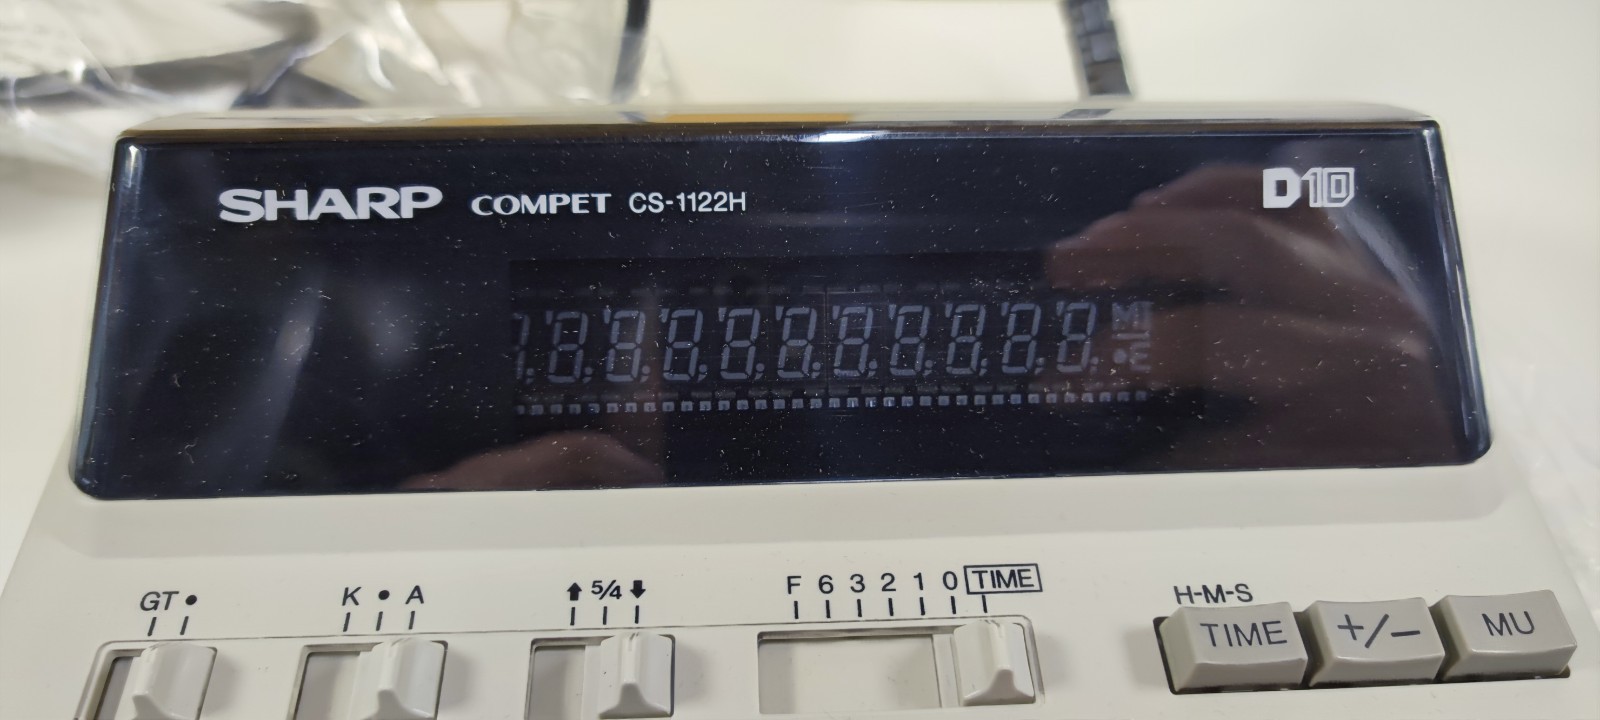 SHARP COMPET CS-1122H D10
GT • K • A ⬆ 5/4 ⬇ F 6 3 2 1 0 TIME H-M-S
TIME +/− MU